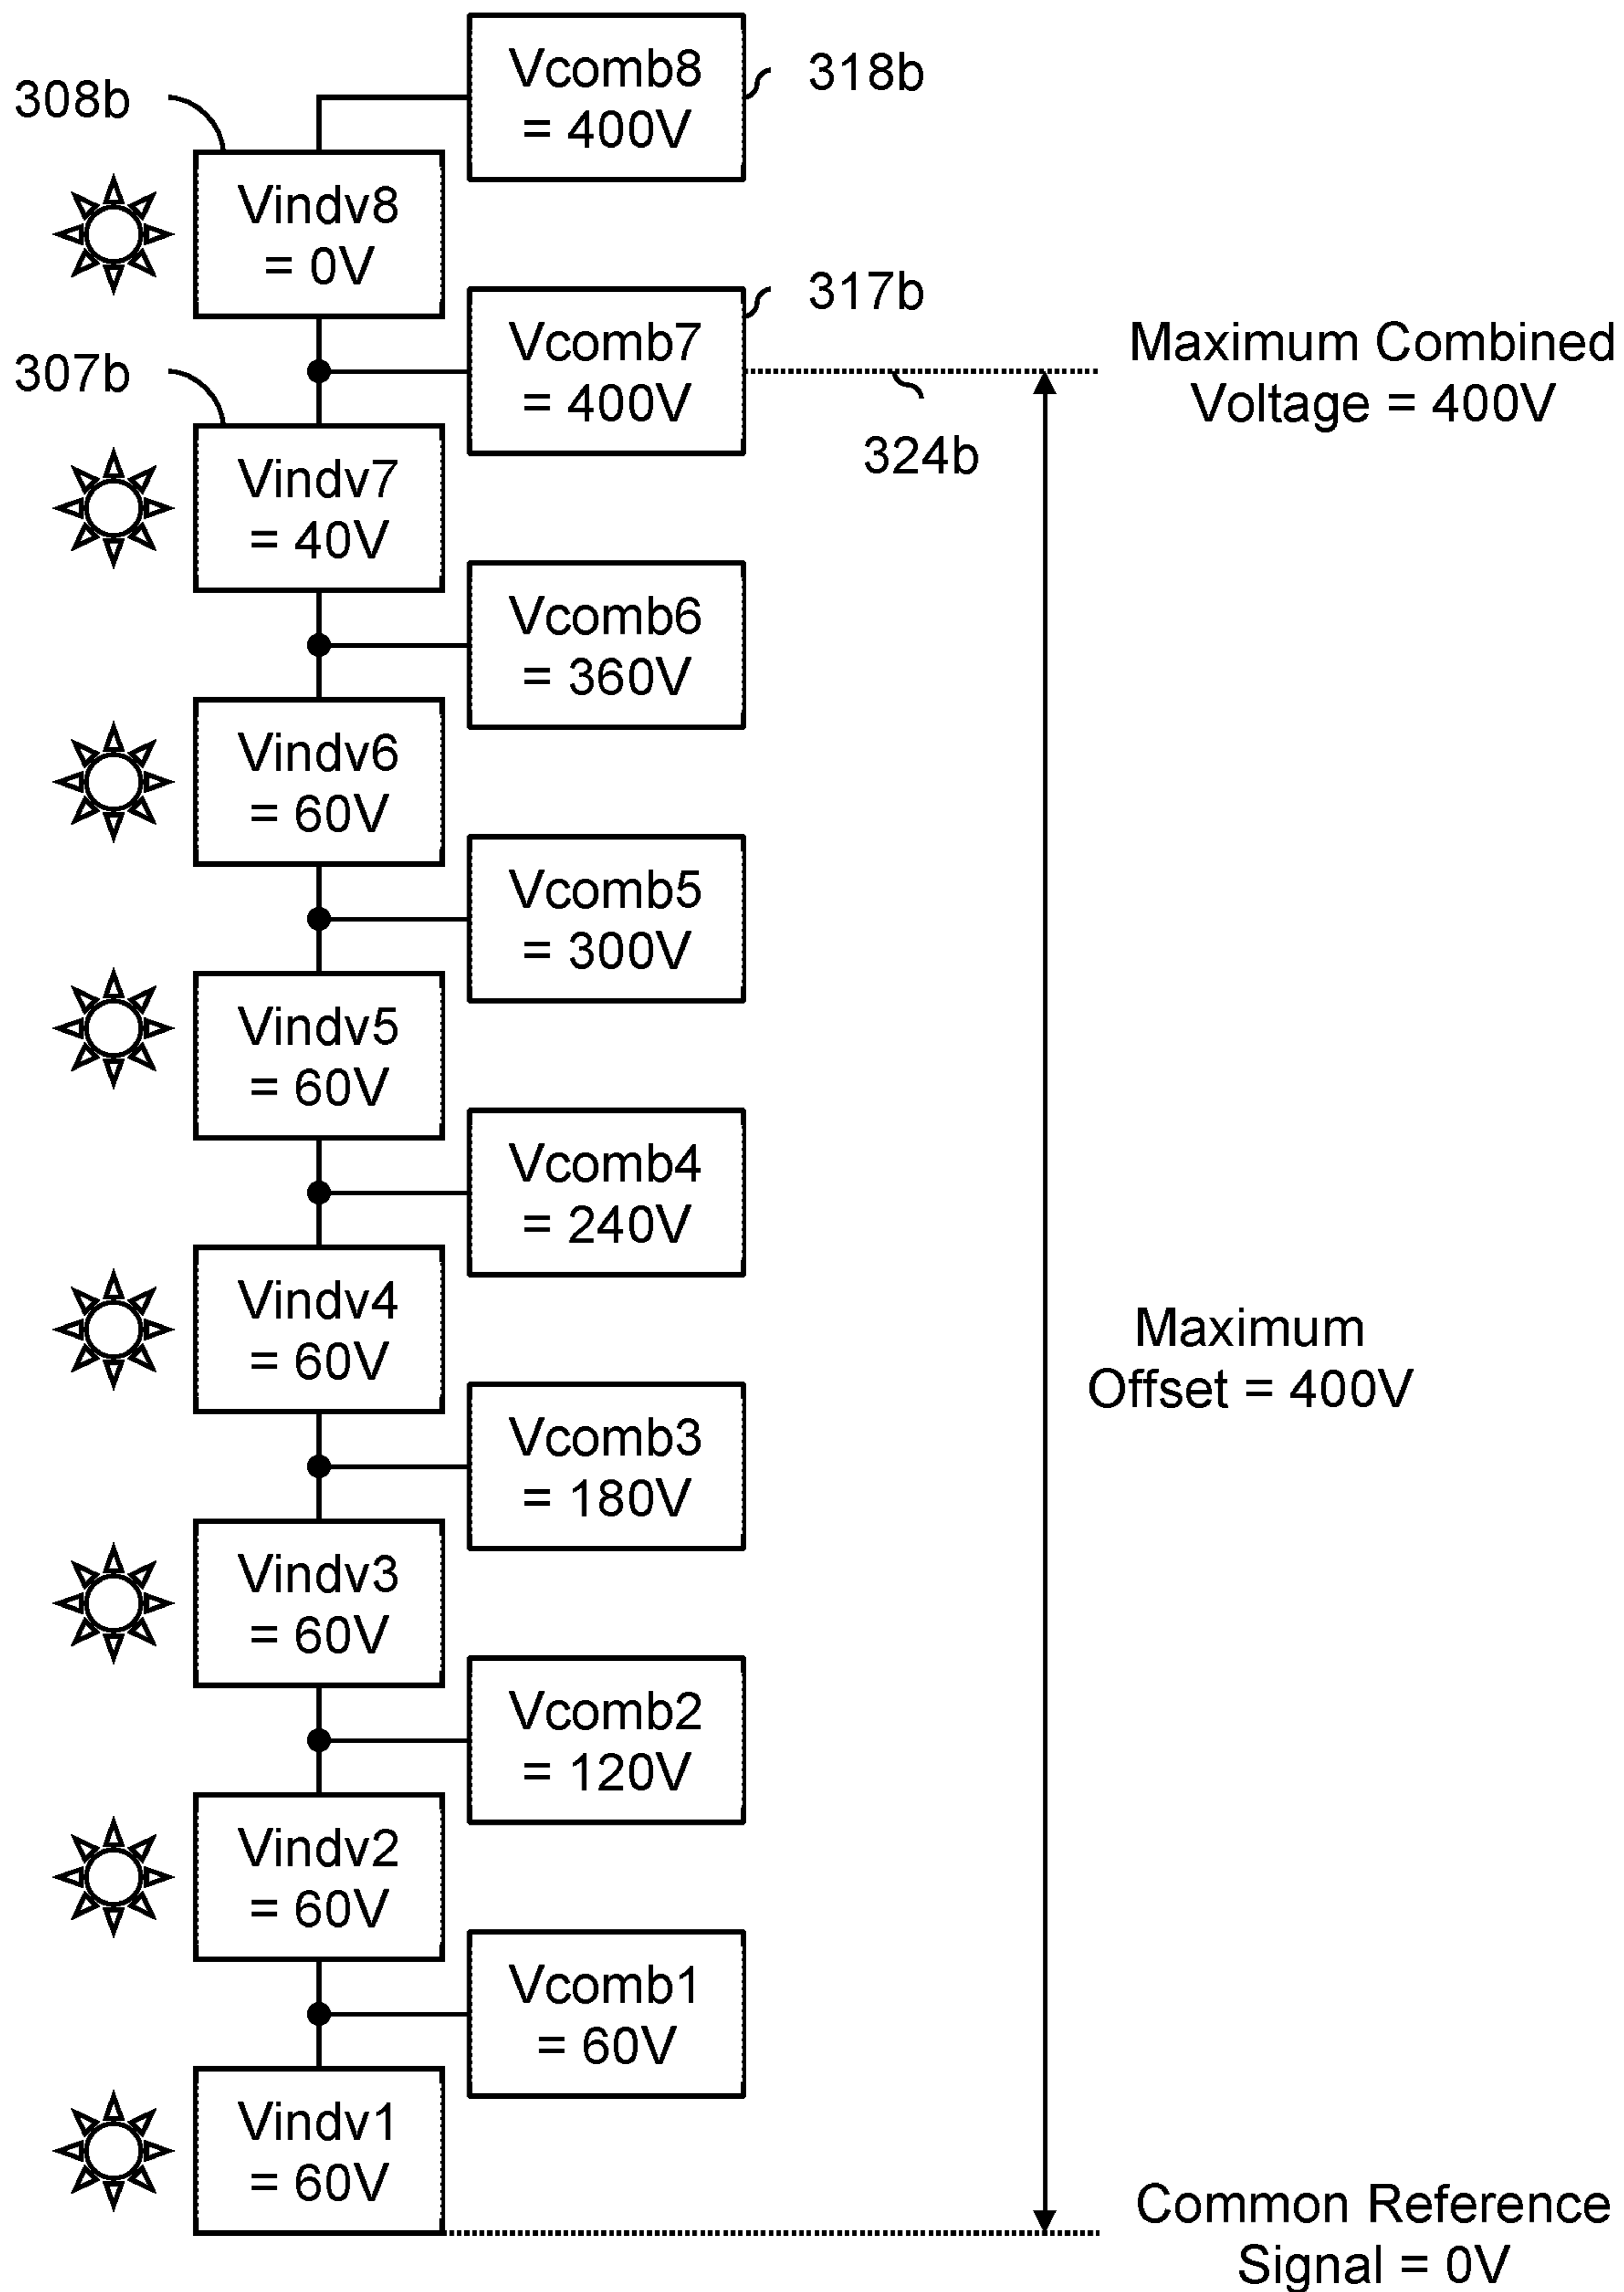 Vcomb8
= 400V
318b
308b
Vindv8
= 0V
317b
Vcomb7
= 400V
Maximum Combined
Voltage = 400V
307b
324b
Vindv7
= 40V
Vcomb6
= 360V
Vindv6
= 60V
Vcomb5
= 300V
Vindv5
= 60V
Vcomb4
= 240V
Vindv4
= 60V
Maximum
Offset = 400V
Vcomb3
= 180V
Vindv3
= 60V
Vcomb2
= 120V
Vindv2
= 60V
Vcomb1
= 60V
Vindv1
= 60V
Common Reference
Signal = 0V